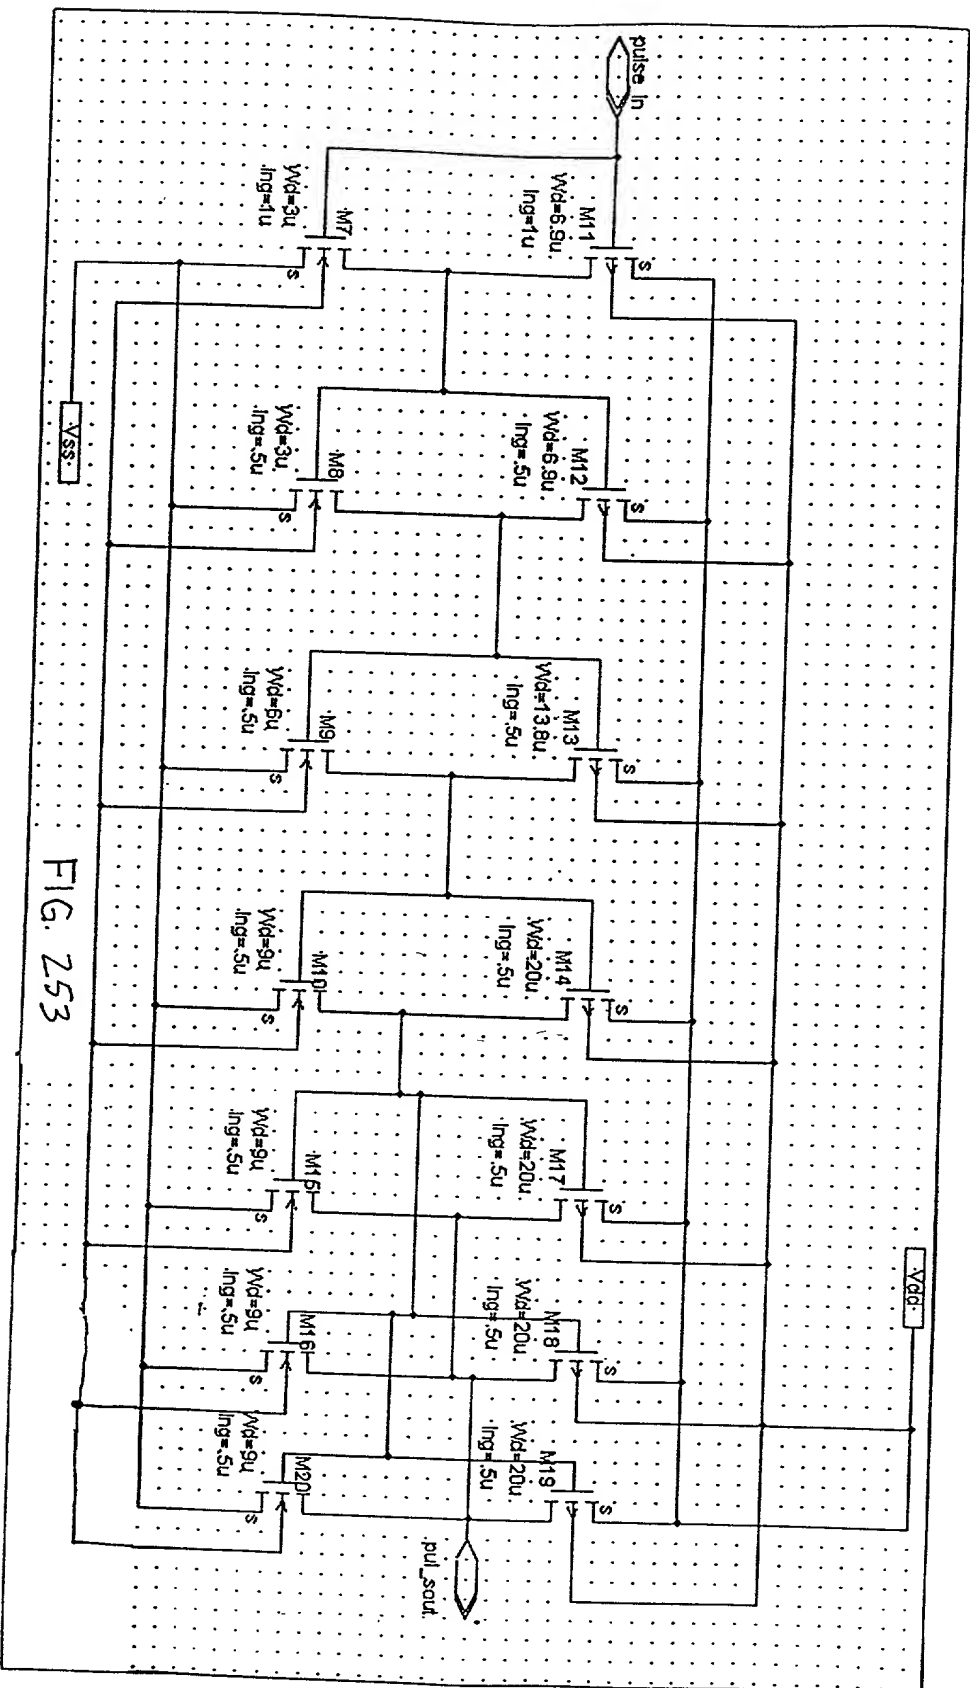 pulse_in
M11
Wd=6.9u
lng=1u
s
M7
Wd=3u
lng=1u
s
M12
Wd=6.9u
lng=.5u
s
M8
Wd=3u
lng=.5u
s
M13
Wd=13.8u
lng=.5u
s
M9
Wd=6u
lng=.5u
s
M14
Wd=20u
lng=.5u
s
M10
Wd=9u
lng=.5u
s
M17
Wd=20u
lng=.5u
s
M15
Wd=9u
lng=.5u
s
M18
Wd=20u
lng=.5u
s
M16
Wd=9u
lng=.5u
s
M19
Wd=20u
lng=.5u
s
M20
Wd=9u
lng=.5u
s
Vdd
Vss
pul_sout
FIG. 253